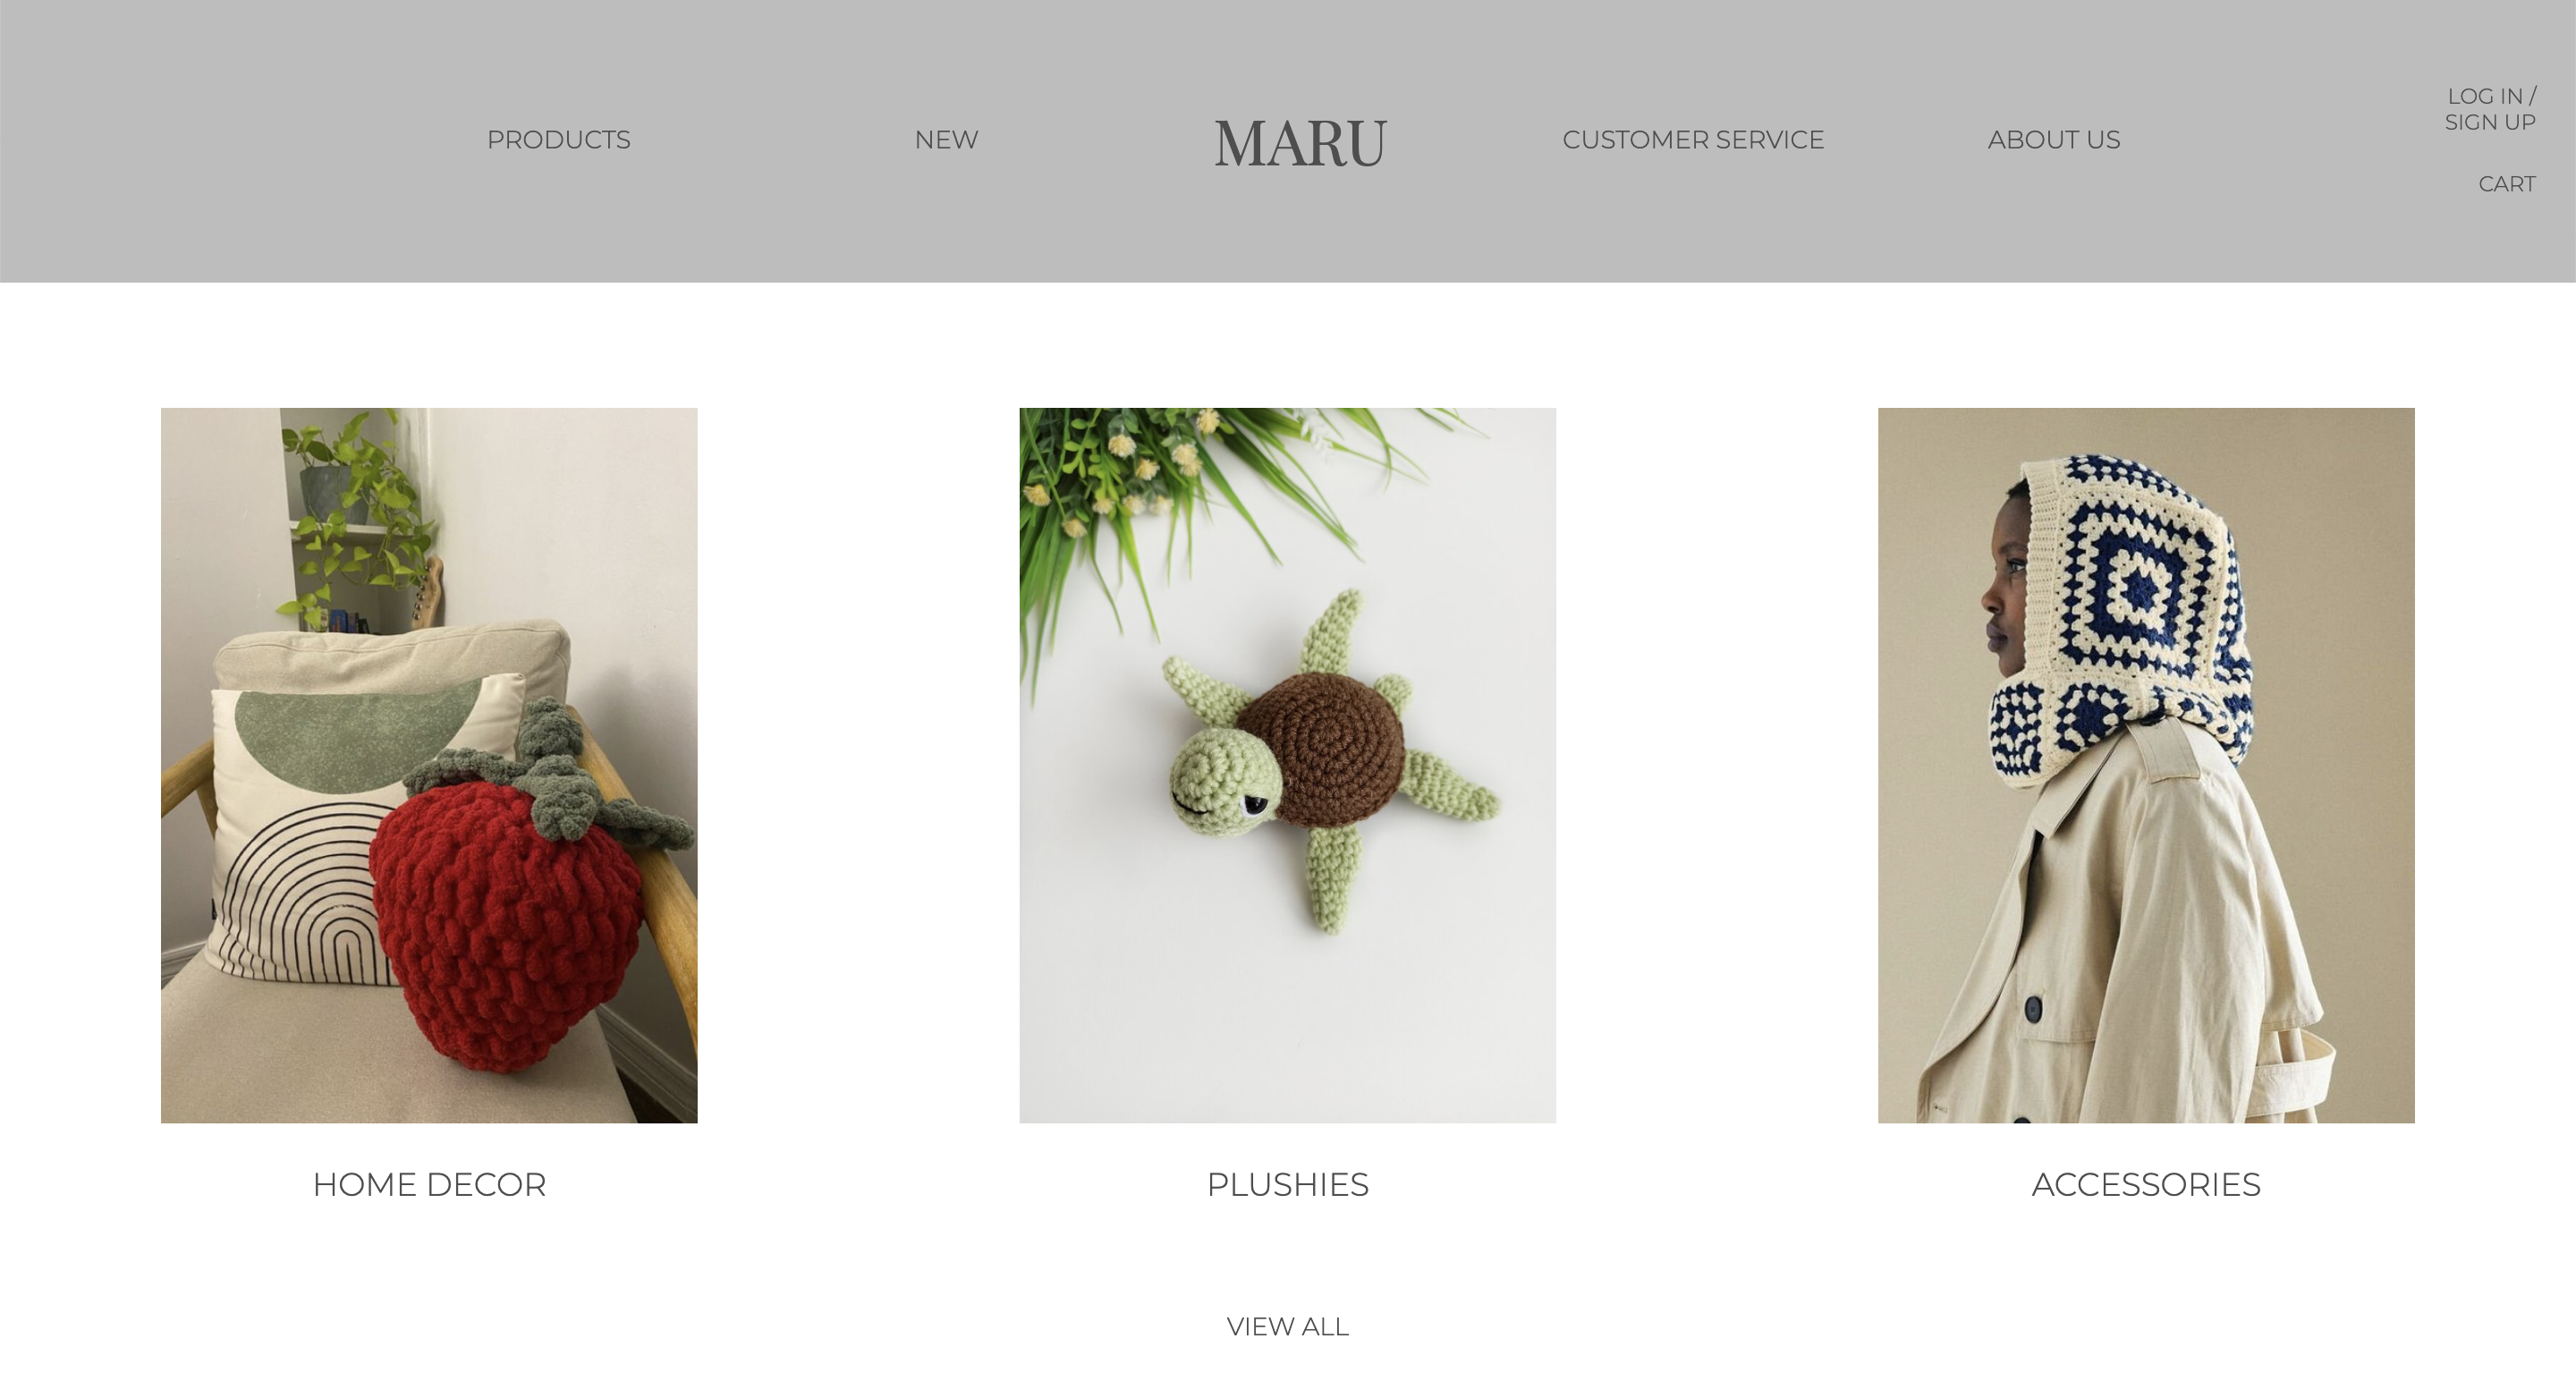 PRODUCTS
NEW
MARU
CUSTOMER SERVICE
ABOUT US
LOG IN /
SIGN UP
CART
HOME DECOR
PLUSHIES
ACCESSORIES
VIEW ALL